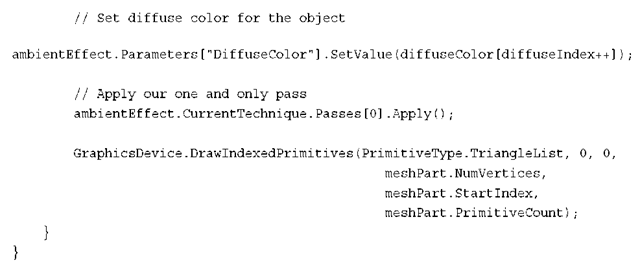 // Set diffuse color for the object
ambientEffect.Parameters["DiffuseColor"].SetValue(diffuseColor[diffuseIndex++]);
// Apply our one and only pass
ambientEffect.CurrentTechnique.Passes[0].Apply();
GraphicsDevice.DrawIndexedPrimitives(PrimitiveType.TriangleList, 0, 0,
meshPart.NumVertices,
meshPart.StartIndex,
meshPart.PrimitiveCount);
}
}